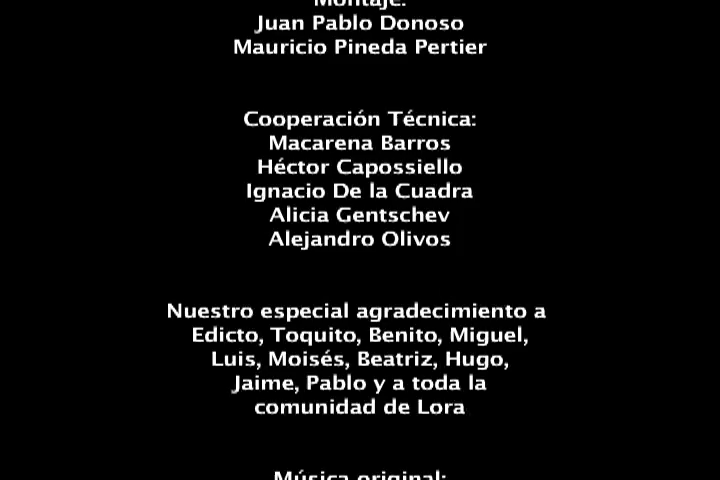 Montaje:
Juan Pablo Donoso
Mauricio Pineda Pertier
Cooperación Técnica:
Macarena Barros
Héctor Capossiello
Ignacio De la Cuadra
Alicia Gentschev
Alejandro Olivos
Nuestro especial agradecimiento a
Edicto, Toquito, Benito, Miguel,
Luis, Moisés, Beatriz, Hugo,
Jaime, Pablo y a toda la
comunidad de Lora
Música original: